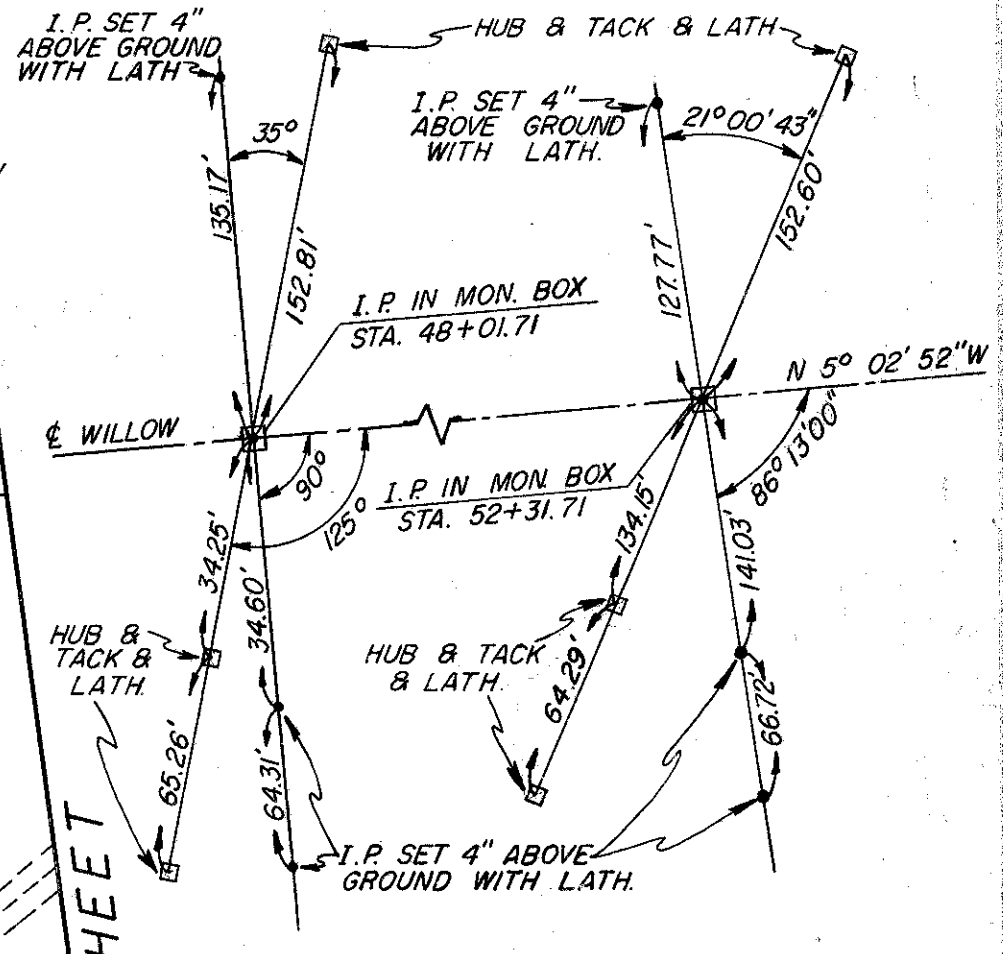 I.P. SET 4"
ABOVE GROUND
WITH LATH
HUB & TACK & LATH
I.P. SET 4"
ABOVE GROUND
WITH LATH.
35°
21°00'43"
135.17'
152.81'
127.77'
152.60'
I.P. IN MON. BOX
STA. 48+01.71
N 5° 02' 52"W
℄ WILLOW
90°
125°
I.P. IN MON. BOX
STA. 52+31.71
86° 13'00"
34.25'
34.60'
134.15'
141.03'
HUB &
TACK &
LATH.
HUB & TACK
& LATH.
65.26'
64.31'
64.29'
66.72'
I.P. SET 4" ABOVE
GROUND WITH LATH.
HEET